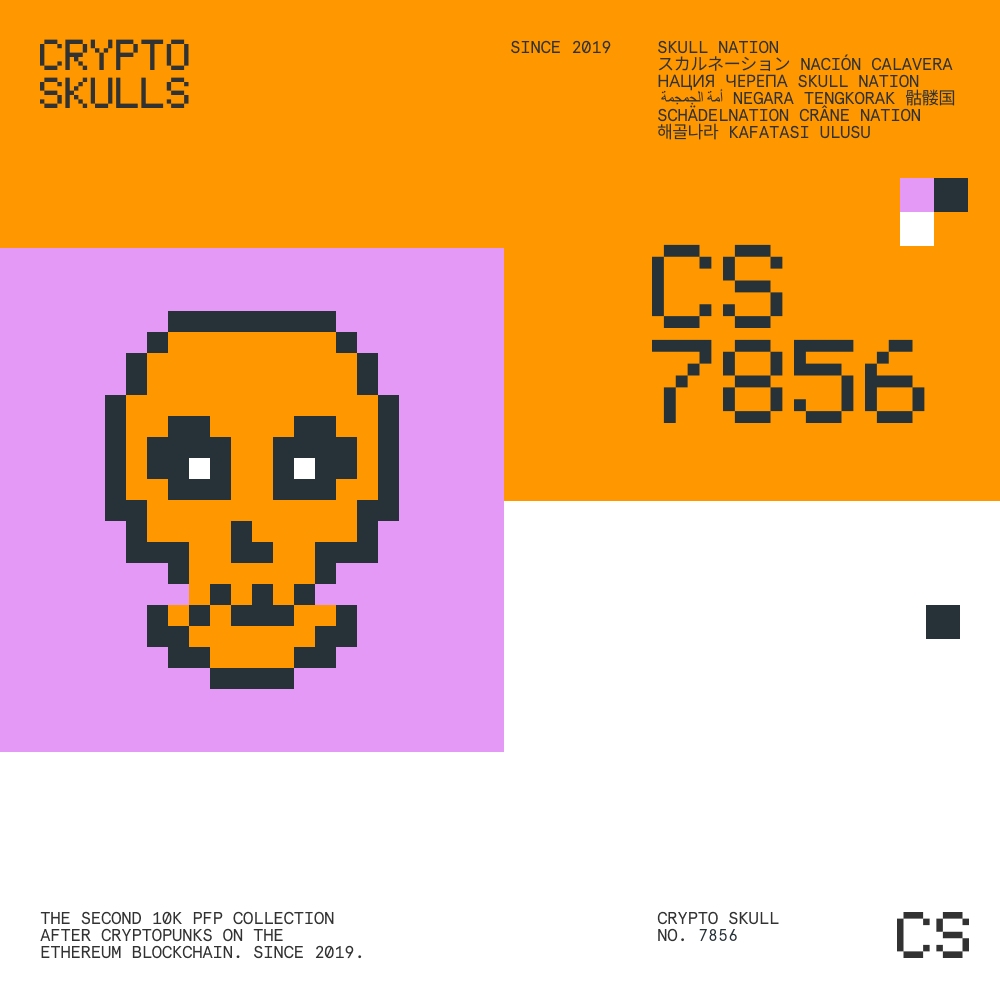 CRYPTO
SKULLS
SINCE 2019
SKULL NATION
スカルネーション NACIÓN CALAVERA
НАЦИЯ ЧЕРЕПА SKULL NATION
أمة الجمجمة NEGARA TENGKORAK 骷髅国
SCHÄDELNATION CRÂNE NATION
해골나라 KAFATASI ULUSU
CS
7856
THE SECOND 10K PFP COLLECTION
AFTER CRYPTOPUNKS ON THE
ETHEREUM BLOCKCHAIN. SINCE 2019.
CRYPTO SKULL
NO. 7856
CS